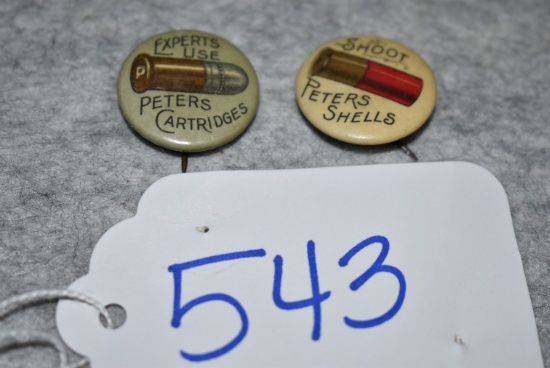 EXPERTS
USE
P
PETERS
CARTRIDGES
SHOOT
PETERS
SHELLS
543